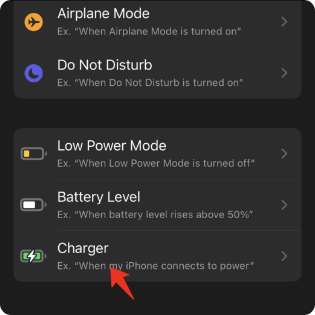 Airplane Mode
Ex. “When Airplane Mode is turned on”
Do Not Disturb
Ex. “When Do Not Disturb is turned on”
Low Power Mode
Ex. “When Low Power Mode is turned off”
Battery Level
Ex. “When battery level rises above 50%”
Charger
Ex. “When my iPhone connects to power”